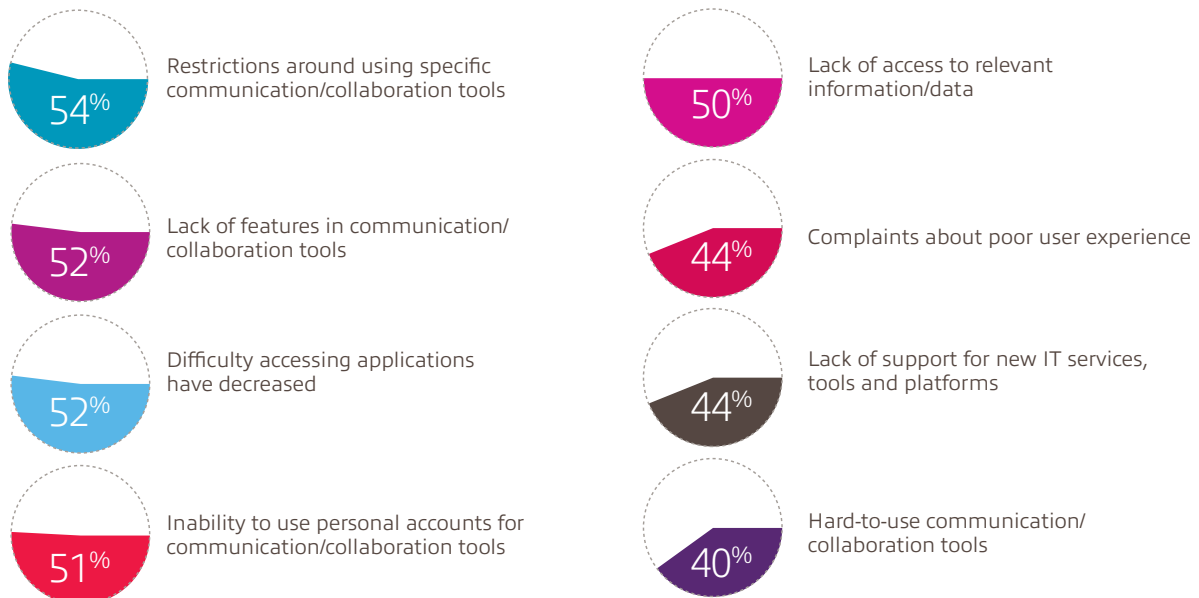 54%
Restrictions around using specific
communication/collaboration tools
52%
Lack of features in communication/
collaboration tools
52%
Difficulty accessing applications
have decreased
51%
Inability to use personal accounts for
communication/collaboration tools
50%
Lack of access to relevant
information/data
44%
Complaints about poor user experience
44%
Lack of support for new IT services,
tools and platforms
40%
Hard-to-use communication/
collaboration tools